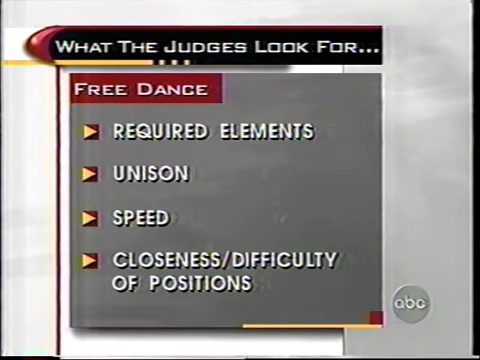 WHAT THE JUDGES LOOK FOR...
FREE DANCE
REQUIRED ELEMENTS
UNISON
SPEED
CLOSENESS/DIFFICULTY
OF POSITIONS
abc